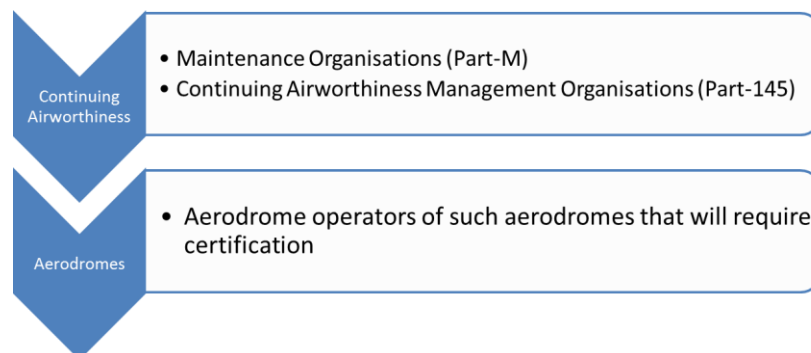 Continuing
Airworthiness
• Maintenance Organisations (Part-M)
• Continuing Airworthiness Management Organisations (Part-145)
Aerodromes
• Aerodrome operators of such aerodromes that will require
certification